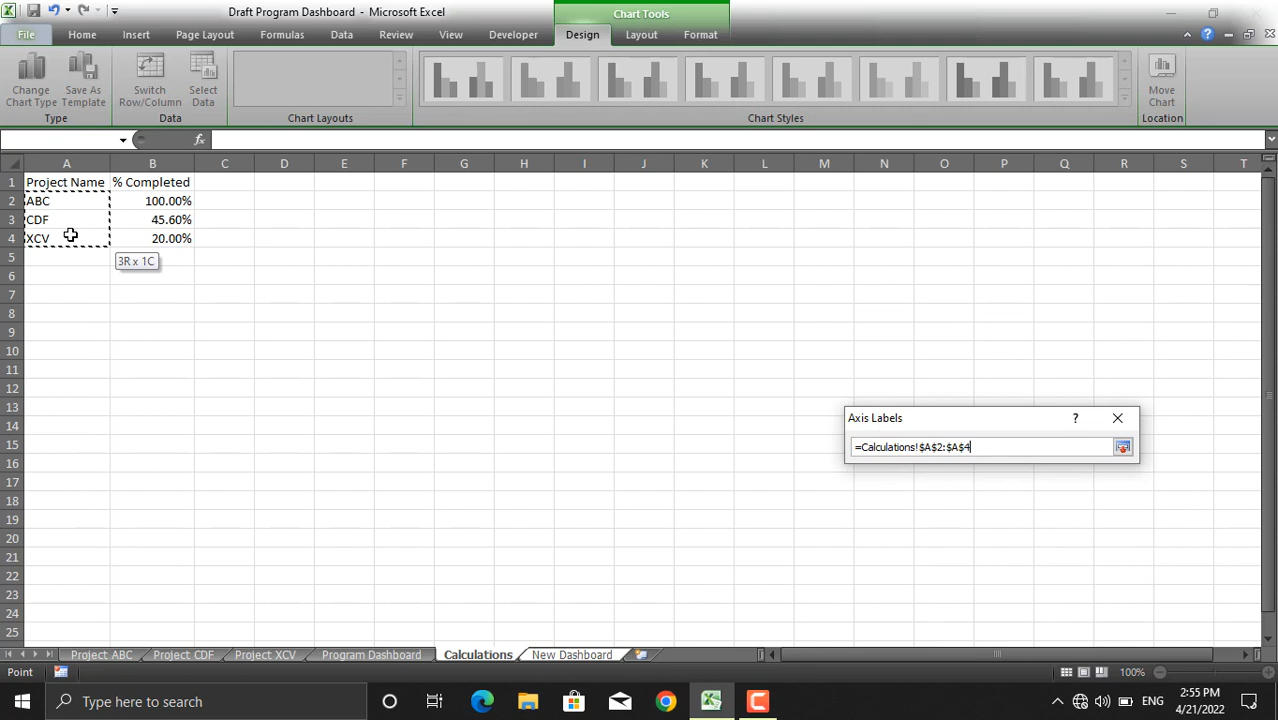 Draft Program Dashboard - Microsoft Excel
Chart Tools
File Home Insert Page Layout Formulas Data Review View Developer Design Layout Format
Change Chart Type
Save As Template
Switch Row/Column
Select Data
Move Chart
Type Data Chart Layouts Chart Styles Location
fx
A B C D E F G H I J K L M N O P Q R S T
1 Project Name % Completed
2 ABC 100.00%
3 CDF 45.60%
4 XCV 20.00%
5
3R x 1C
6
7
8
9
10
11
12
13
Axis Labels ?
14
15 =Calculations!$A$2:$A$4
16
17
18
19
20
21
22
23
24
25
Project ABC Project CDF Project XCV Program Dashboard Calculations New Dashboard
Point 100%
Type here to search
ENG
2:55 PM
4/21/2022